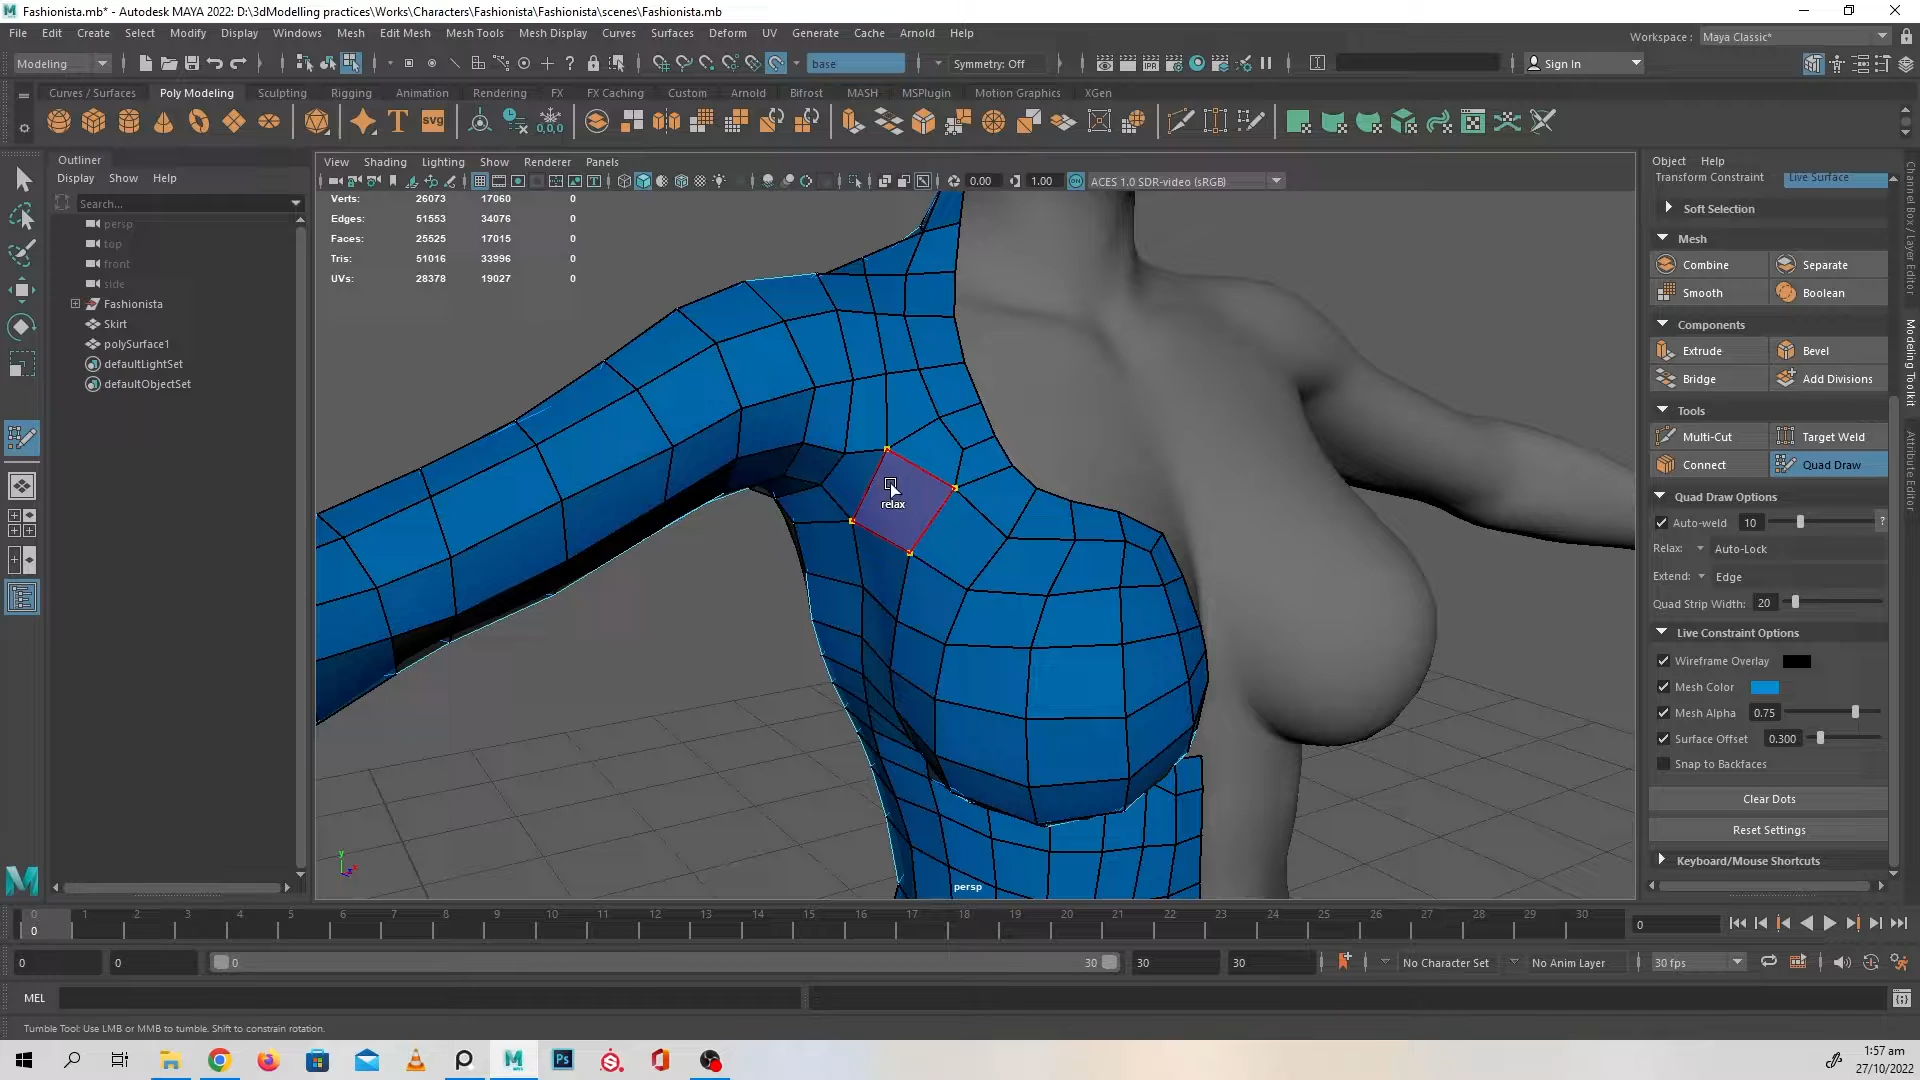 Fashionista.mb* - Autodesk MAYA 2022: D:\3dModelling practices\Works\Characters\Fashionista\Fashionista\scenes\Fashionista.mb
File Edit Create Select Modify Display Windows Mesh Edit Mesh Mesh Tools Mesh Display Curves Surfaces Deform UV Generate Cache Arnold Help
Workspace : Maya Classic*
Modeling base Symmetry: Off Sign In
Curves / Surfaces Poly Modeling Sculpting Rigging Animation Rendering FX FX Caching Custom Arnold Bifrost MASH MSPlugin Motion Graphics XGen
T svg 0,0,0
Outliner
Display Show Help
Search...
persp
top
front
side
Fashionista
Skirt
polySurface1
defaultLightSet
defaultObjectSet
View Shading Lighting Show Renderer Panels
0.00 1.00 ACES 1.0 SDR-video (sRGB)
Verts: 26073 17060 0
Edges: 51553 34076 0
Faces: 25525 17015 0
Tris: 51016 33996 0
UVs: 28378 19027 0
relax
persp
Object Help
Transform Constraint Live Surface
Soft Selection
Mesh
Combine Separate
Smooth Boolean
Components
Extrude Bevel
Bridge Add Divisions
Tools
Multi-Cut Target Weld
Connect Quad Draw
Quad Draw Options
Auto-weld 10 ?
Relax: Auto-Lock
Extend: Edge
Quad Strip Width: 20
Live Constraint Options
Wireframe Overlay
Mesh Color
Mesh Alpha 0.75
Surface Offset 0.300
Snap to Backfaces
Clear Dots
Reset Settings
Keyboard/Mouse Shortcuts
Channel Box / Layer Editor
Modeling Toolkit
Attribute Editor
0 1 2 3 4 5 6 7 8 9 10 11 12 13 14 15 16 17 18 19 20 21 22 23 24 25 26 27 28 29 30
0 0
0 0 0 30 30 30 No Character Set No Anim Layer 30 fps
MEL
Tumble Tool: Use LMB or MMB to tumble. Shift to constrain rotation.
1:57 am
27/10/2022